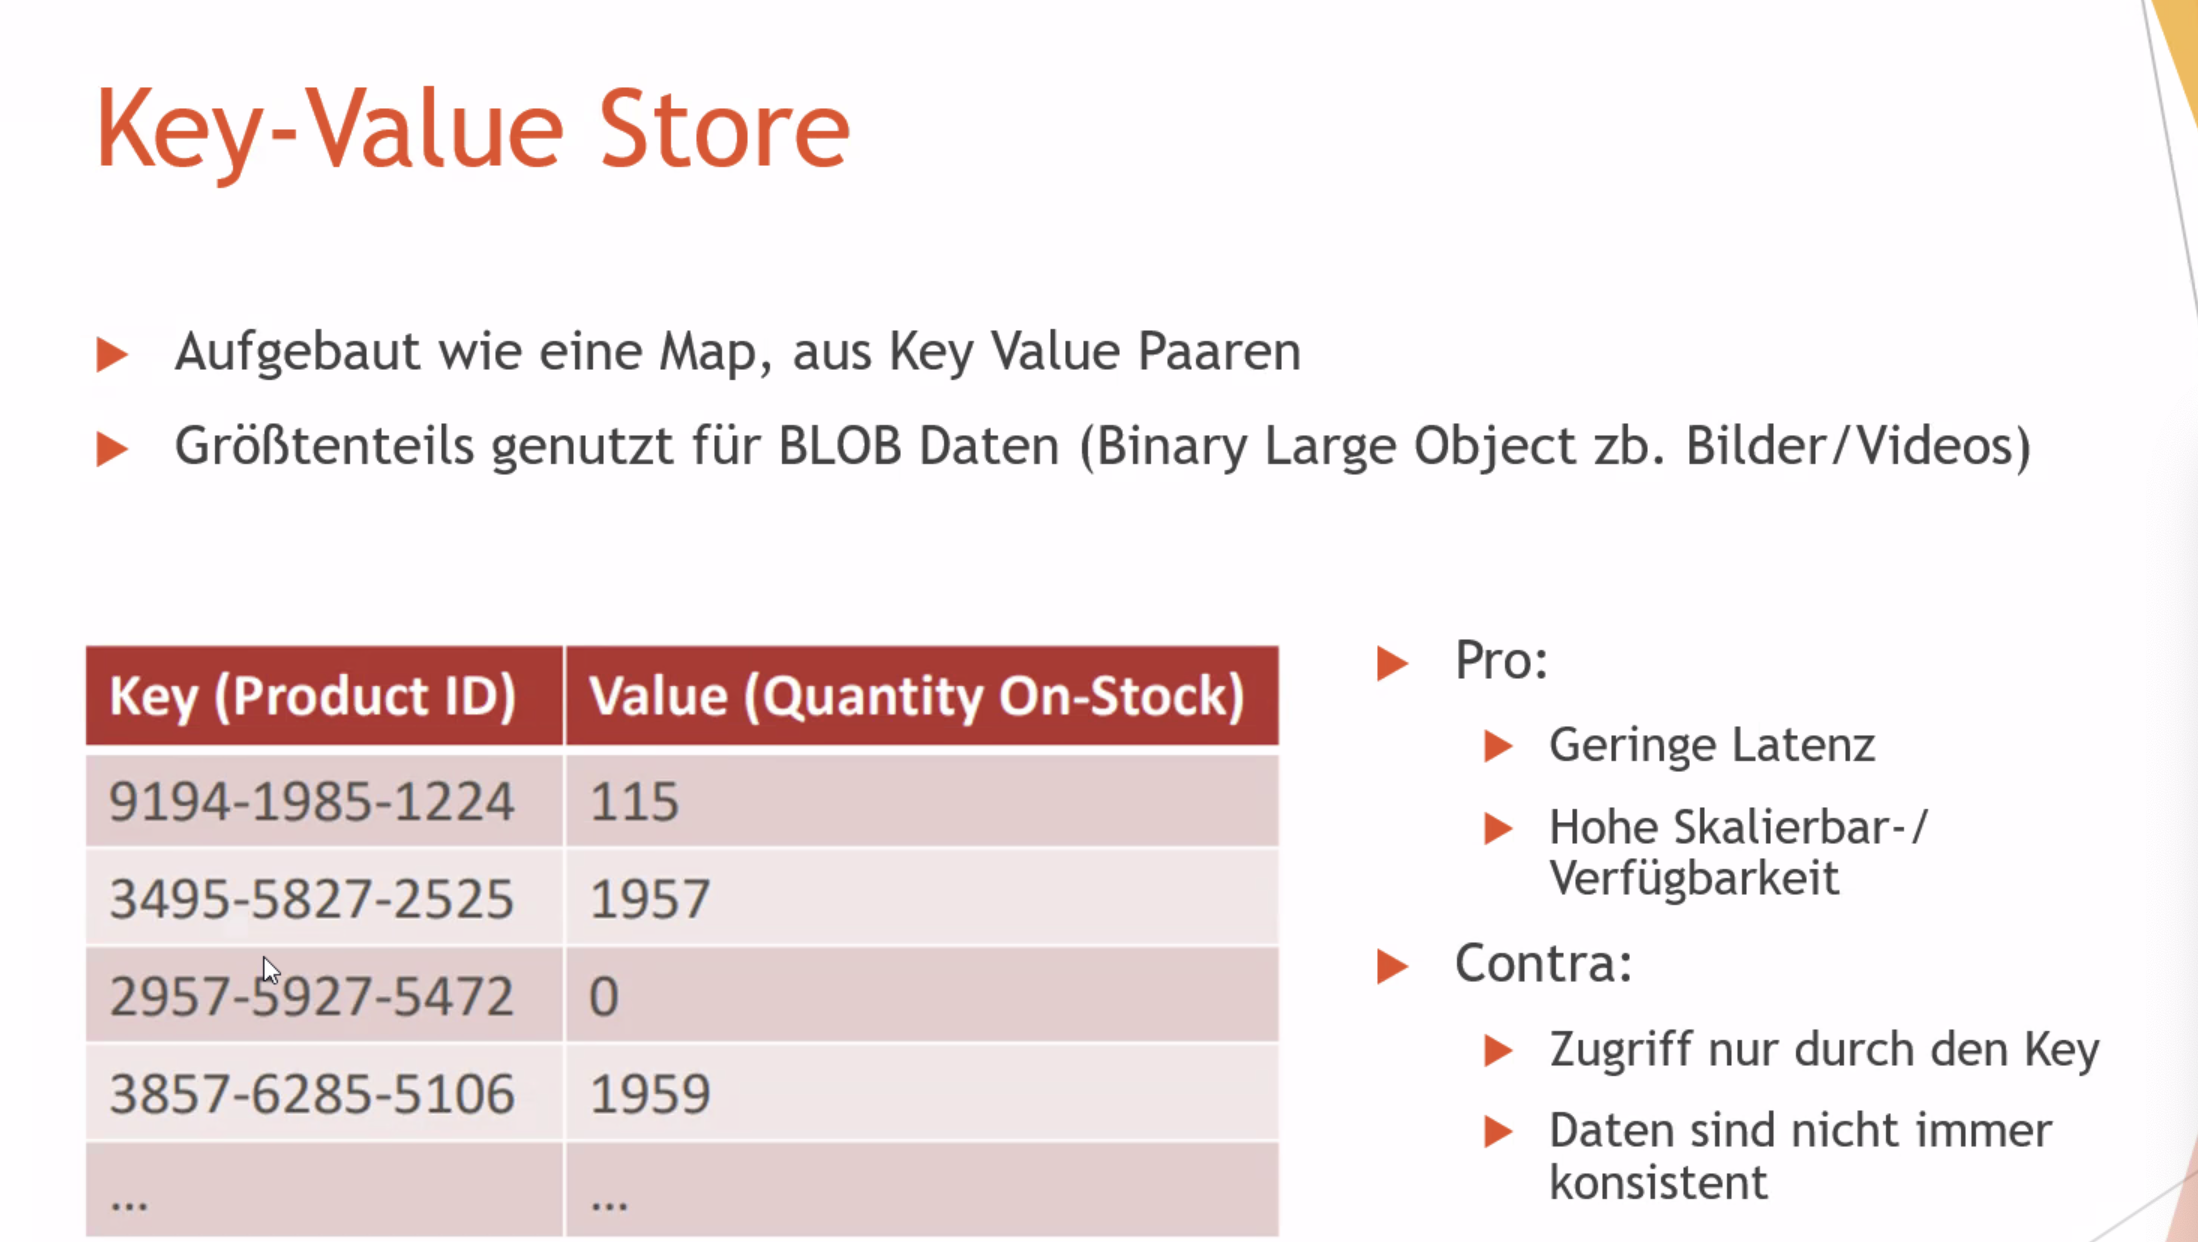 Key-Value Store
Aufgebaut wie eine Map, aus Key Value Paaren
Größtenteils genutzt für BLOB Daten (Binary Large Object zb. Bilder/Videos)
Key (Product ID) Value (Quantity On-Stock)
9194-1985-1224 115
3495-5827-2525 1957
2957-5927-5472 0
3857-6285-5106 1959
... ...
Pro:
Geringe Latenz
Hohe Skalierbar-/
Verfügbarkeit
Contra:
Zugriff nur durch den Key
Daten sind nicht immer
konsistent